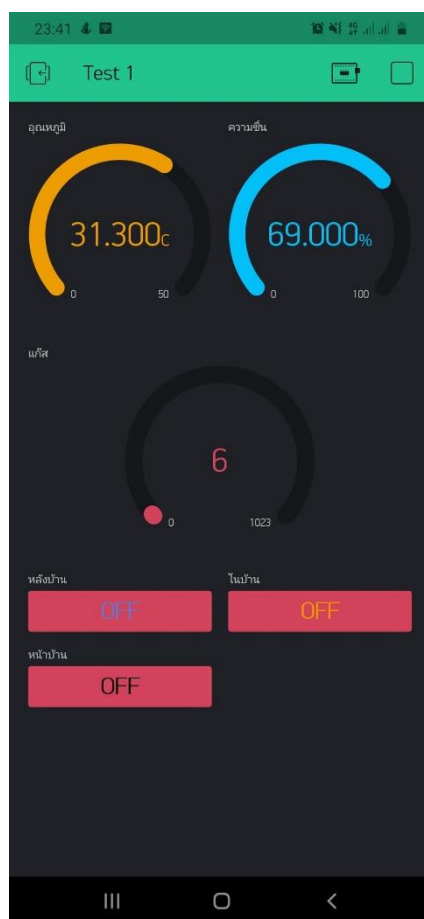 23:41
Test 1
อุณหภูมิ
ความชื้น
31.300C
69.000%
0 50
0 100
แก๊ส
6
0 1023
หลังบ้าน
ในบ้าน
OFF
OFF
หน้าบ้าน
OFF